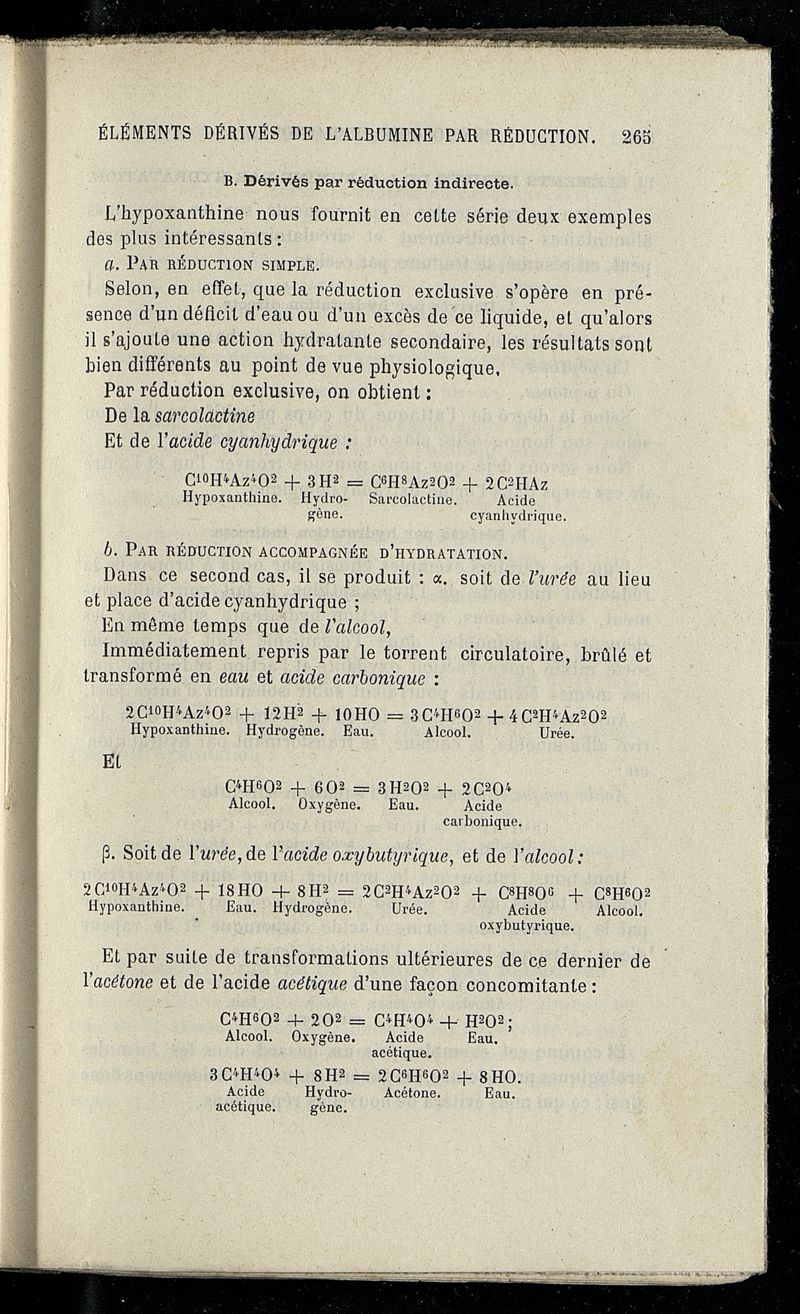 ÉLÉMENTS DÉRIVÉS DE L'ALBUMINE PAR RÉDUCTION. 265
B. Dérivés par réduction indirecte.
L'hypoxanthine nous fournit en cette série deux exemples
des plus intéressants :
a. PAR RÉDUCTION SIMPLE.
Selon, en effet, que la réduction exclusive s'opère en pré-
sence d'un déficit d'eau ou d'un excès de ce liquide, et qu'alors
il s'ajoute une action hydratante secondaire, les résultats sont
bien différents au point de vue physiologique.
Par réduction exclusive, on obtient :
De la sarcolactine
Et de l'acide cyanhydrique :
C¹⁰H⁴Az⁴O² + 3H² = C⁶H⁸Az²O² + 2C²HAz
Hypoxanthine. Hydro- Sarcolactine. Acide
gène. cyanhydrique.
b. PAR RÉDUCTION ACCOMPAGNÉE D'HYDRATATION.
Dans ce second cas, il se produit : α. soit de l'urée au lieu
et place d'acide cyanhydrique ;
En même temps que de l'alcool,
Immédiatement repris par le torrent circulatoire, brûlé et
transformé en eau et acide carbonique :
2C¹⁰H⁴Az⁴O² + 12H² + 10HO = 3C⁴H⁶O² + 4C²H⁴Az²O²
Hypoxanthine. Hydrogène. Eau. Alcool. Urée.
Et
C⁴H⁶O² + 6O² = 3H²O² + 2C²O⁴
Alcool. Oxygène. Eau. Acide
carbonique.
β. Soit de l'urée, de l'acide oxybutyrique, et de l'alcool :
2C¹⁰H⁴Az⁴O² + 18HO + 8H² = 2C²H⁴Az²O² + C⁸H⁸O⁶ + C⁸H⁶O²
Hypoxanthine. Eau. Hydrogène. Urée. Acide Alcool.
oxybutyrique.
Et par suite de transformations ultérieures de ce dernier de
l'acétone et de l'acide acétique d'une façon concomitante :
C⁴H⁶O² + 2O² = C⁴H⁴O⁴ + H²O² ;
Alcool. Oxygène. Acide Eau.
acétique.
3C⁴H⁴O⁴ + 8H² = 2C⁶H⁶O² + 8HO.
Acide Hydro- Acétone. Eau.
acétique. gène.